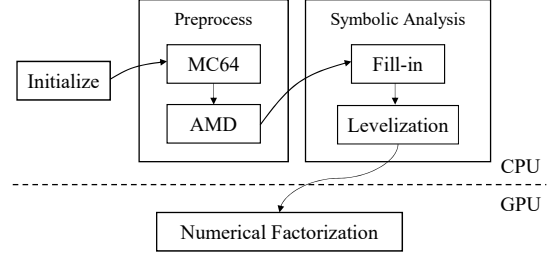 Preprocess
Symbolic Analysis
Initialize
MC64
Fill-in
AMD
Levelization
CPU
GPU
Numerical Factorization